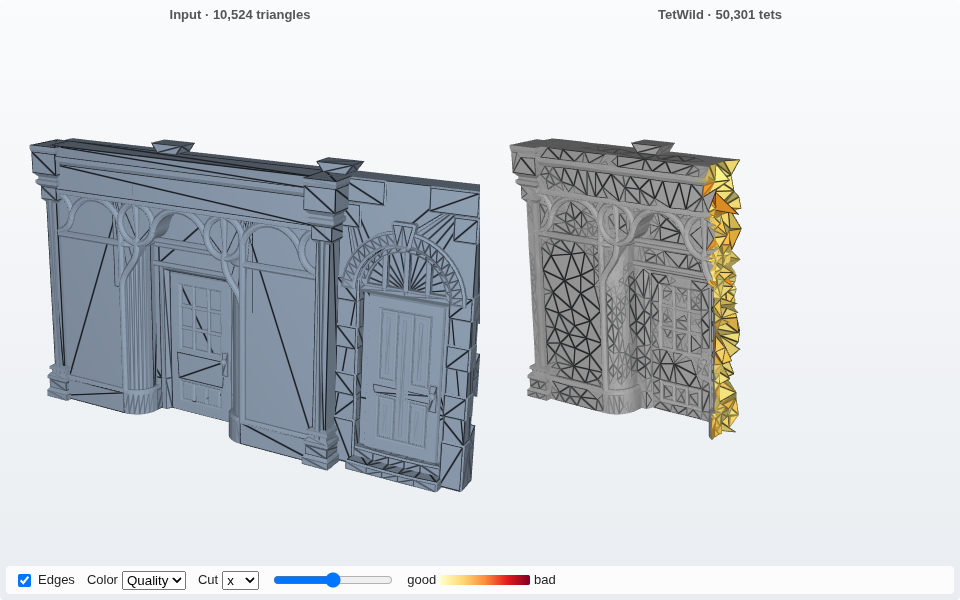 Input · 10,524 triangles
TetWild · 50,301 tets
Edges Color Quality Cut x good bad